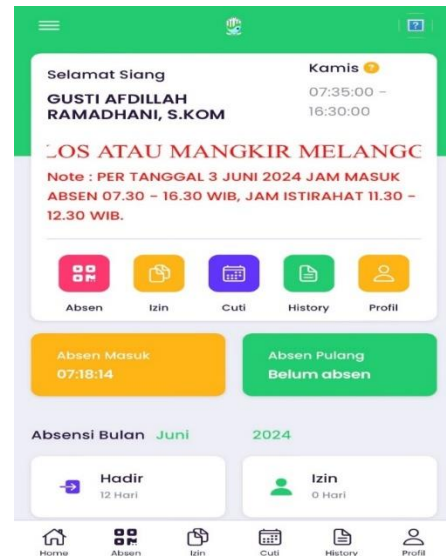 Selamat Siang
Kamis ?
GUSTI AFDILLAH
RAMADHANI, S.KOM
07:35:00 -
16:30:00
LOS ATAU MANGKIR MELANGG
Note : PER TANGGAL 3 JUNI 2024 JAM MASUK
ABSEN 07.30 - 16.30 WIB, JAM ISTIRAHAT 11.30 -
12.30 WIB.
Absen Izin Cuti History Profil
Absen Masuk
07:18:14
Absen Pulang
Belum absen
Absensi Bulan Juni 2024
Hadir
12 Hari
Izin
0 Hari
Home Absen Izin Cuti History Profil